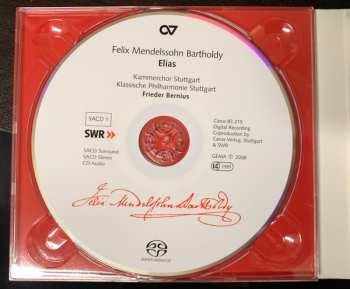 Felix Mendelssohn Bartholdy
Elias
Kammerchor Stuttgart
Klassische Philharmonie Stuttgart
Frieder Bernius
SACD 1
SWR
SACD Surround
SACD Stereo
CD Audio
Carus 83.215
Digital Recording
Coproduction by
Carus-Verlag, Stuttgart
& SWR
GEMA ℗ 2008
Felix Mendelssohn Bartholdy